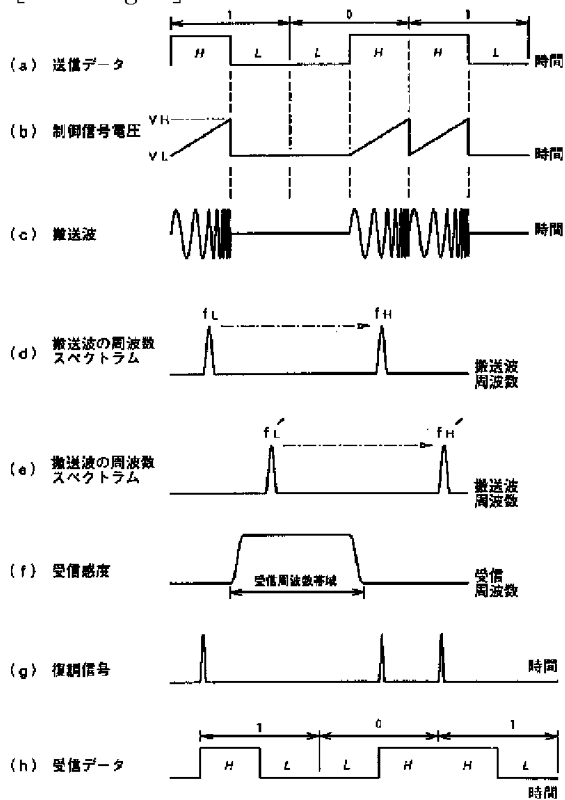 1 0 1
(a) 送信データ H L L H H L 時間
VH
(b) 制御信号電圧
VL 時間
(c) 搬送波 時間
fL fH
(d) 搬送波の周波数
スペクトラム
搬送波
周波数
fL' fH'
(e) 搬送波の周波数
スペクトラム
搬送波
周波数
(f) 受信感度 受信周波数帯域
受信
周波数
(g) 復調信号 時間
1 0 1
(h) 受信データ H L L H H L
時間